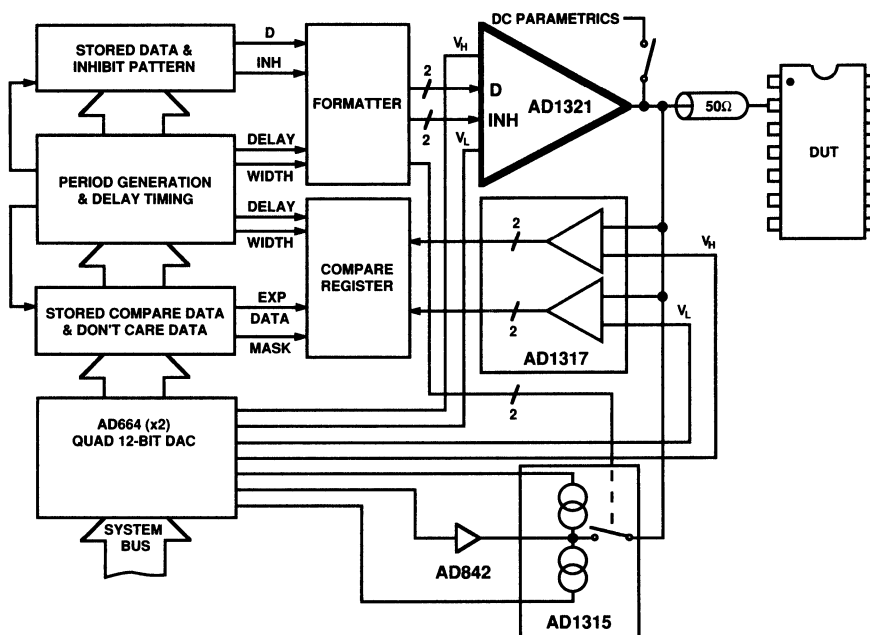 DC PARAMETRICS
STORED DATA &
INHIBIT PATTERN
D
INH
FORMATTER
2
2
VH
D
INH
VL
AD1321
50Ω
DUT
PERIOD GENERATION
& DELAY TIMING
DELAY
WIDTH
DELAY
WIDTH
COMPARE
REGISTER
2
2
VH
VL
AD1317
STORED COMPARE DATA
& DON'T CARE DATA
EXP
DATA
MASK
2
AD664 (x2)
QUAD 12-BIT DAC
SYSTEM
BUS
AD842
AD1315